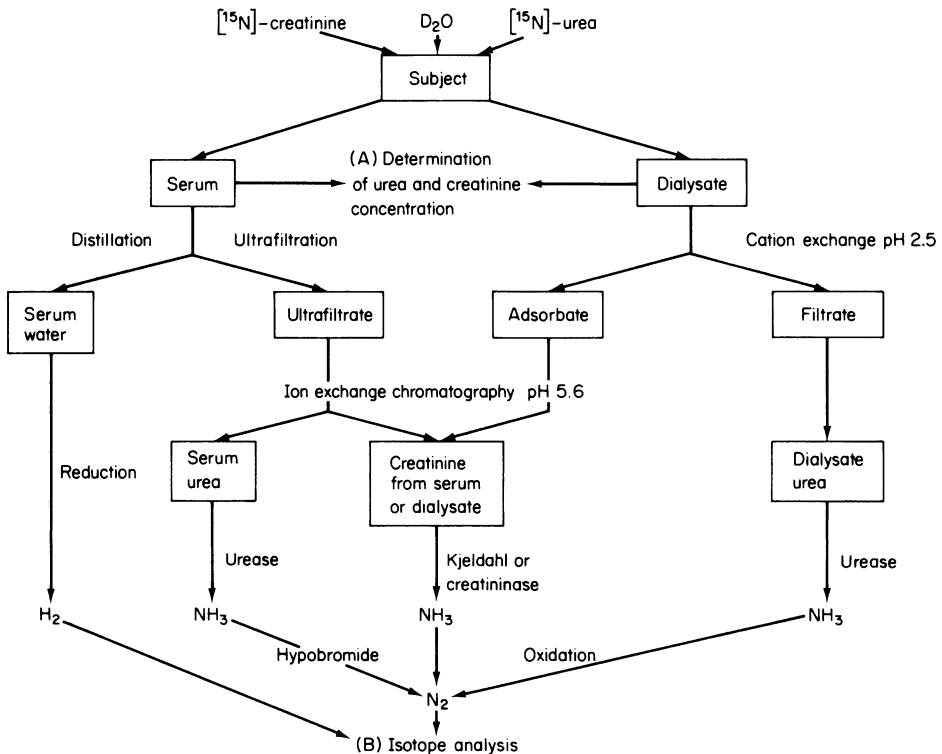 [¹⁵N]-creatinine
D₂O
[¹⁵N]-urea
Subject
Serum
(A) Determination
of urea and creatinine
concentration
Dialysate
Distillation
Ultrafiltration
Cation exchange pH 2.5
Serum
water
Ultrafiltrate
Adsorbate
Filtrate
Ion exchange chromatography pH 5.6
Reduction
Serum
urea
Creatinine
from serum
or dialysate
Dialysate
urea
Urease
Kjeldahl or
creatininase
Urease
H₂
NH₃
NH₃
NH₃
Hypobromide
Oxidation
N₂
(B) Isotope analysis